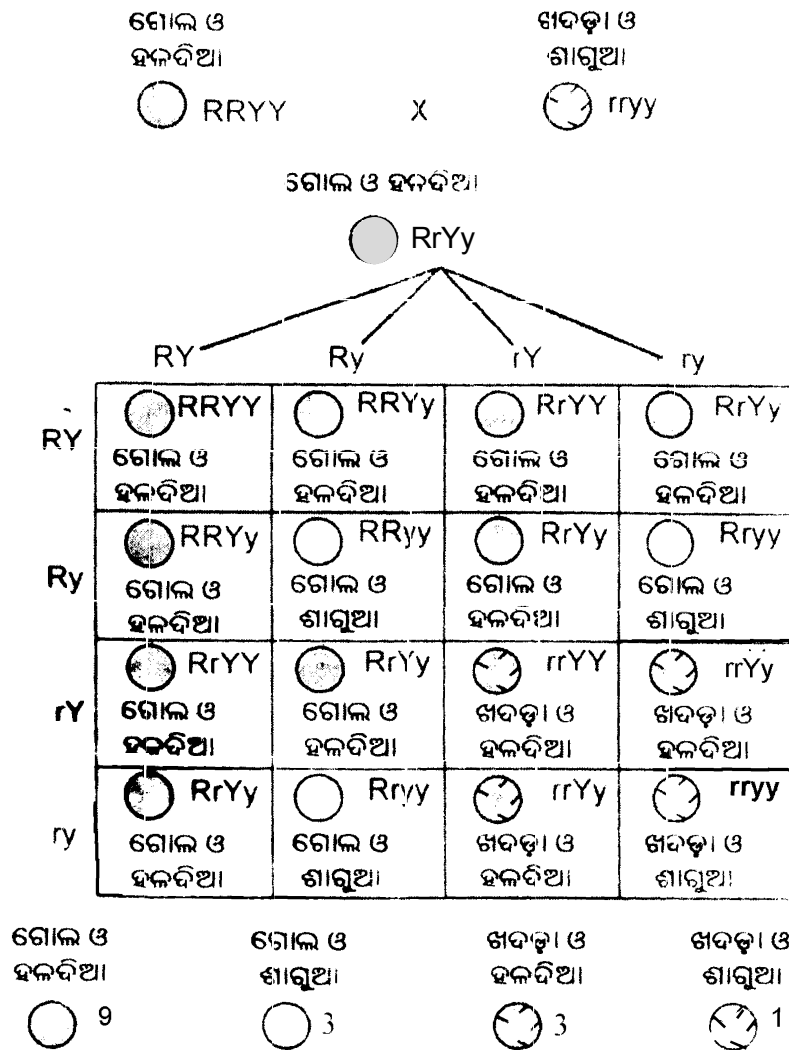 ଗୋଲ ଓ ଖଦଡ଼ା ଓ
ହଳଦିଆ ଶାଗୁଆ
RRYY X rryy
ଗୋଲ ଓ ହଳଦିଆ
RrYy
RY Ry rY ry
RY RRYY RRYy RrYY RrYy
ଗୋଲ ଓ ଗୋଲ ଓ ଗୋଲ ଓ ଗୋଲ ଓ
ହଳଦିଆ ହଳଦିଆ ହଳଦିଆ ହଳଦିଆ
Ry RRYy RRyy RrYy Rryy
ଗୋଲ ଓ ଗୋଲ ଓ ଗୋଲ ଓ ଗୋଲ ଓ
ହଳଦିଆ ଶାଗୁଆ ହଳଦିଆ ଶାଗୁଆ
rY RrYY RrYy rrYY rrYy
ଗୋଲ ଓ ଗୋଲ ଓ ଖଦଡ଼ା ଓ ଖଦଡ଼ା ଓ
ହଳଦିଆ ହଳଦିଆ ହଳଦିଆ ହଳଦିଆ
ry RrYy Rryy rrYy rryy
ଗୋଲ ଓ ଗୋଲ ଓ ଖଦଡ଼ା ଓ ଖଦଡ଼ା ଓ
ହଳଦିଆ ଶାଗୁଆ ହଳଦିଆ ଶାଗୁଆ
ଗୋଲ ଓ ଗୋଲ ଓ ଖଦଡ଼ା ଓ ଖଦଡ଼ା ଓ
ହଳଦିଆ ଶାଗୁଆ ହଳଦିଆ ଶାଗୁଆ
9 3 3 1